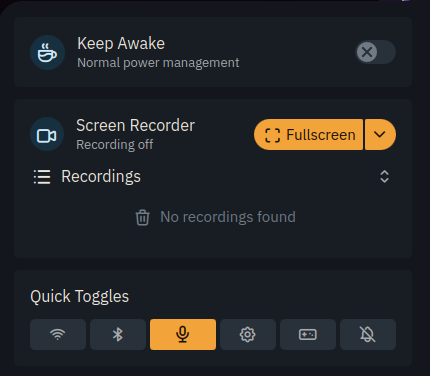 Keep Awake
Normal power management
Screen Recorder
Recording off
Fullscreen
Recordings
No recordings found
Quick Toggles